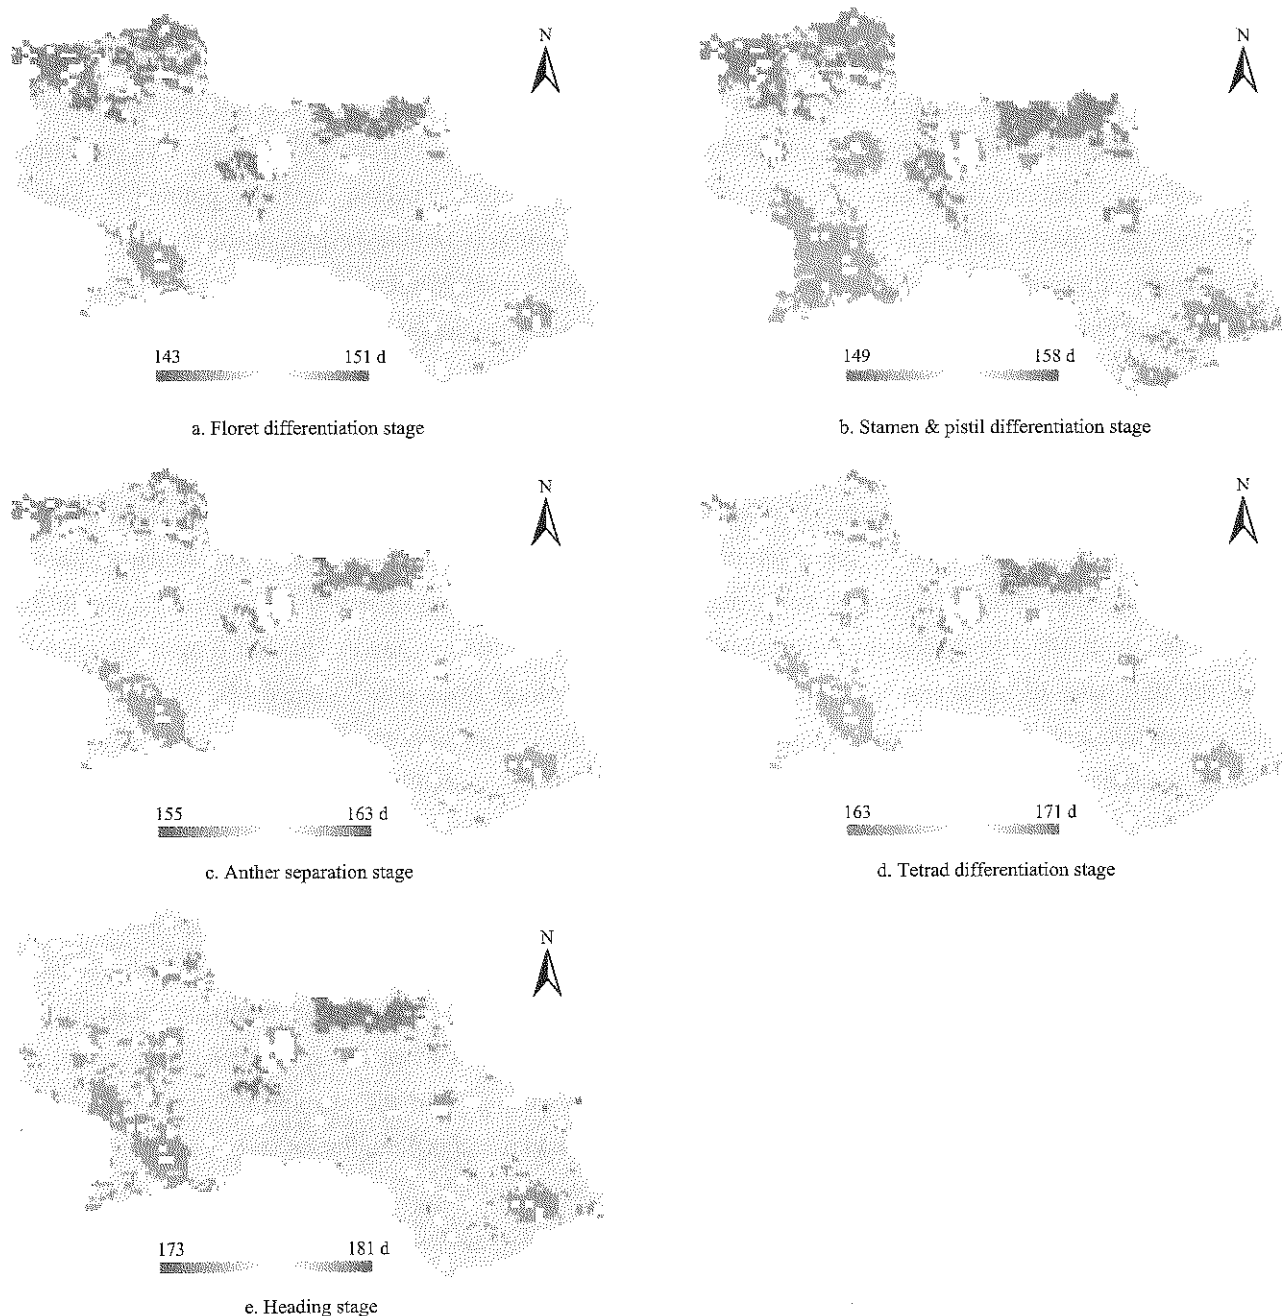 N
N
143 151 d
149 158 d
a. Floret differentiation stage
b. Stamen & pistil differentiation stage
N
N
155 163 d
163 171 d
c. Anther separation stage
d. Tetrad differentiation stage
N
173 181 d
e. Heading stage